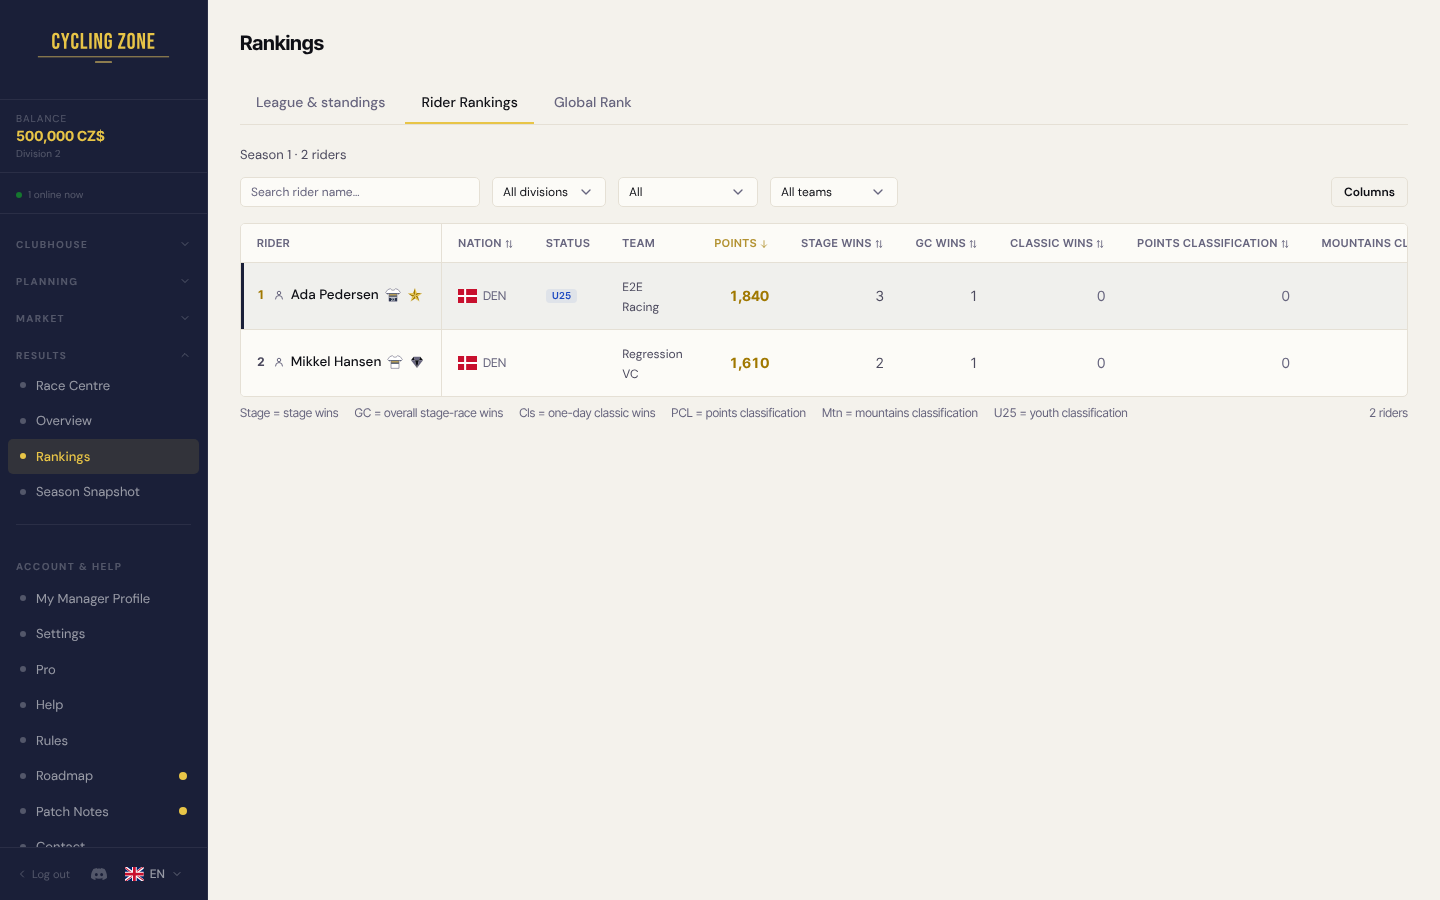 CYCLING ZONE
BALANCE
500,000 CZ$
Division 2
1 online now
CLUBHOUSE
PLANNING
MARKET
RESULTS
Race Centre
Overview
Rankings
Season Snapshot
ACCOUNT & HELP
My Manager Profile
Settings
Pro
Help
Rules
Roadmap
Patch Notes
Contact
Log out EN
Rankings
League & standings Rider Rankings Global Rank
Season 1 · 2 riders
Search rider name... All divisions All All teams Columns
RIDER NATION STATUS TEAM POINTS STAGE WINS GC WINS CLASSIC WINS POINTS CLASSIFICATION MOUNTAINS CL
1 Ada Pedersen DEN U25 E2E Racing 1,840 3 1 0 0
2 Mikkel Hansen DEN Regression VC 1,610 2 1 0 0
Stage = stage wins GC = overall stage-race wins Cls = one-day classic wins PCL = points classification Mtn = mountains classification U25 = youth classification 2 riders